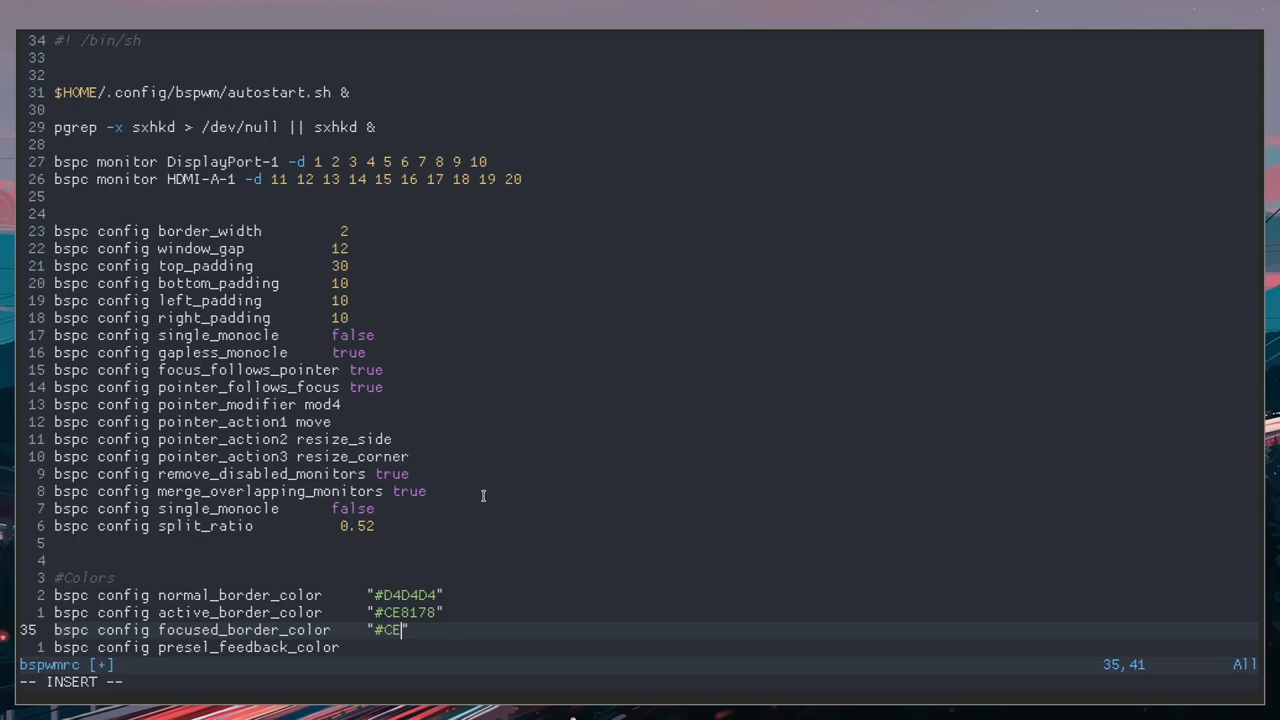 34 #! /bin/sh
33
32
31 $HOME/.config/bspwm/autostart.sh &
30
29 pgrep -x sxhkd > /dev/null || sxhkd &
28
27 bspc monitor DisplayPort-1 -d 1 2 3 4 5 6 7 8 9 10
26 bspc monitor HDMI-A-1 -d 11 12 13 14 15 16 17 18 19 20
25
24
23 bspc config border_width 2
22 bspc config window_gap 12
21 bspc config top_padding 30
20 bspc config bottom_padding 10
19 bspc config left_padding 10
18 bspc config right_padding 10
17 bspc config single_monocle false
16 bspc config gapless_monocle true
15 bspc config focus_follows_pointer true
14 bspc config pointer_follows_focus true
13 bspc config pointer_modifier mod4
12 bspc config pointer_action1 move
11 bspc config pointer_action2 resize_side
10 bspc config pointer_action3 resize_corner
9 bspc config remove_disabled_monitors true
8 bspc config merge_overlapping_monitors true
7 bspc config single_monocle false
6 bspc config split_ratio 0.52
5
4
3 #Colors
2 bspc config normal_border_color "#D4D4D4"
1 bspc config active_border_color "#CE8178"
35 bspc config focused_border_color "#CE"
1 bspc config presel_feedback_color
bspwmrc [+] 35,41 All
-- INSERT --